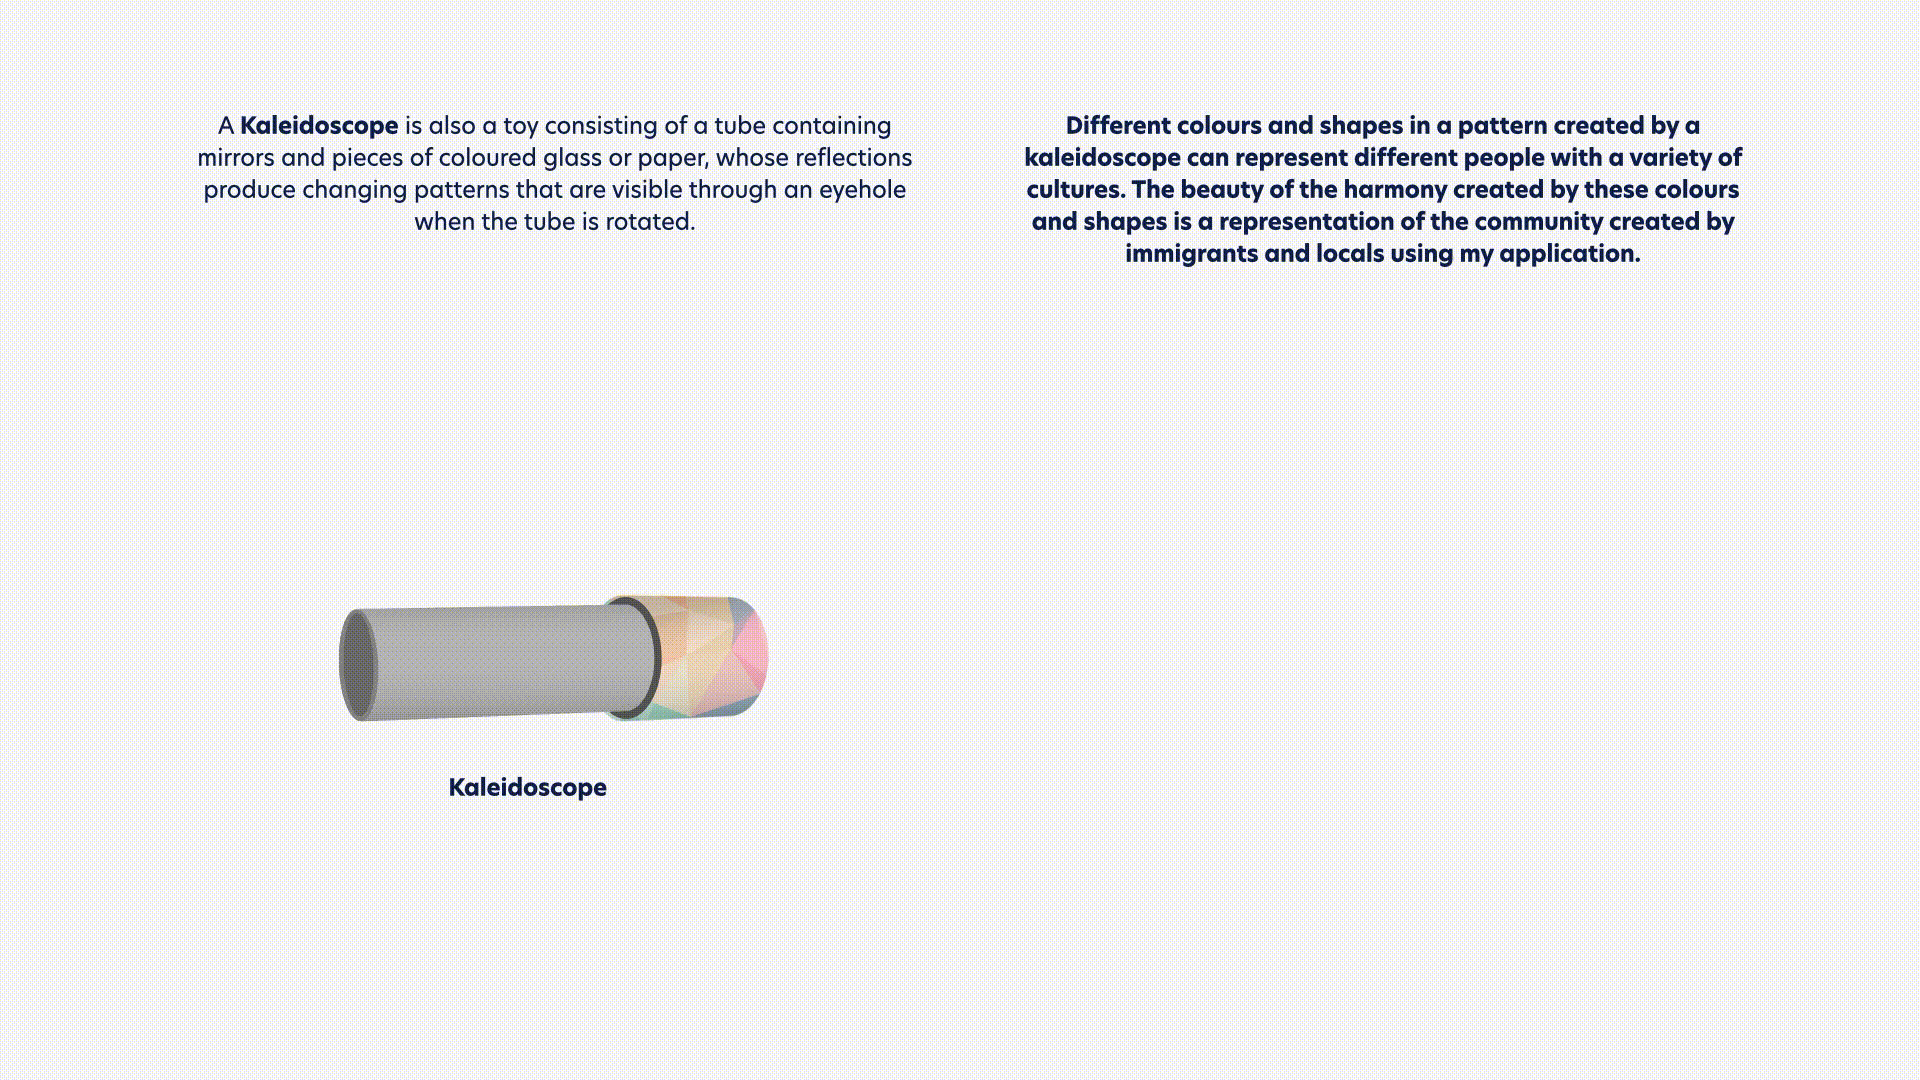 A Kaleidoscope is also a toy consisting of a tube containing
mirrors and pieces of coloured glass or paper, whose reflections
produce changing patterns that are visible through an eyehole
when the tube is rotated.
Different colours and shapes in a pattern created by a
kaleidoscope can represent different people with a variety of
cultures. The beauty of the harmony created by these colours
and shapes is a representation of the community created by
immigrants and locals using my application.
Kaleidoscope